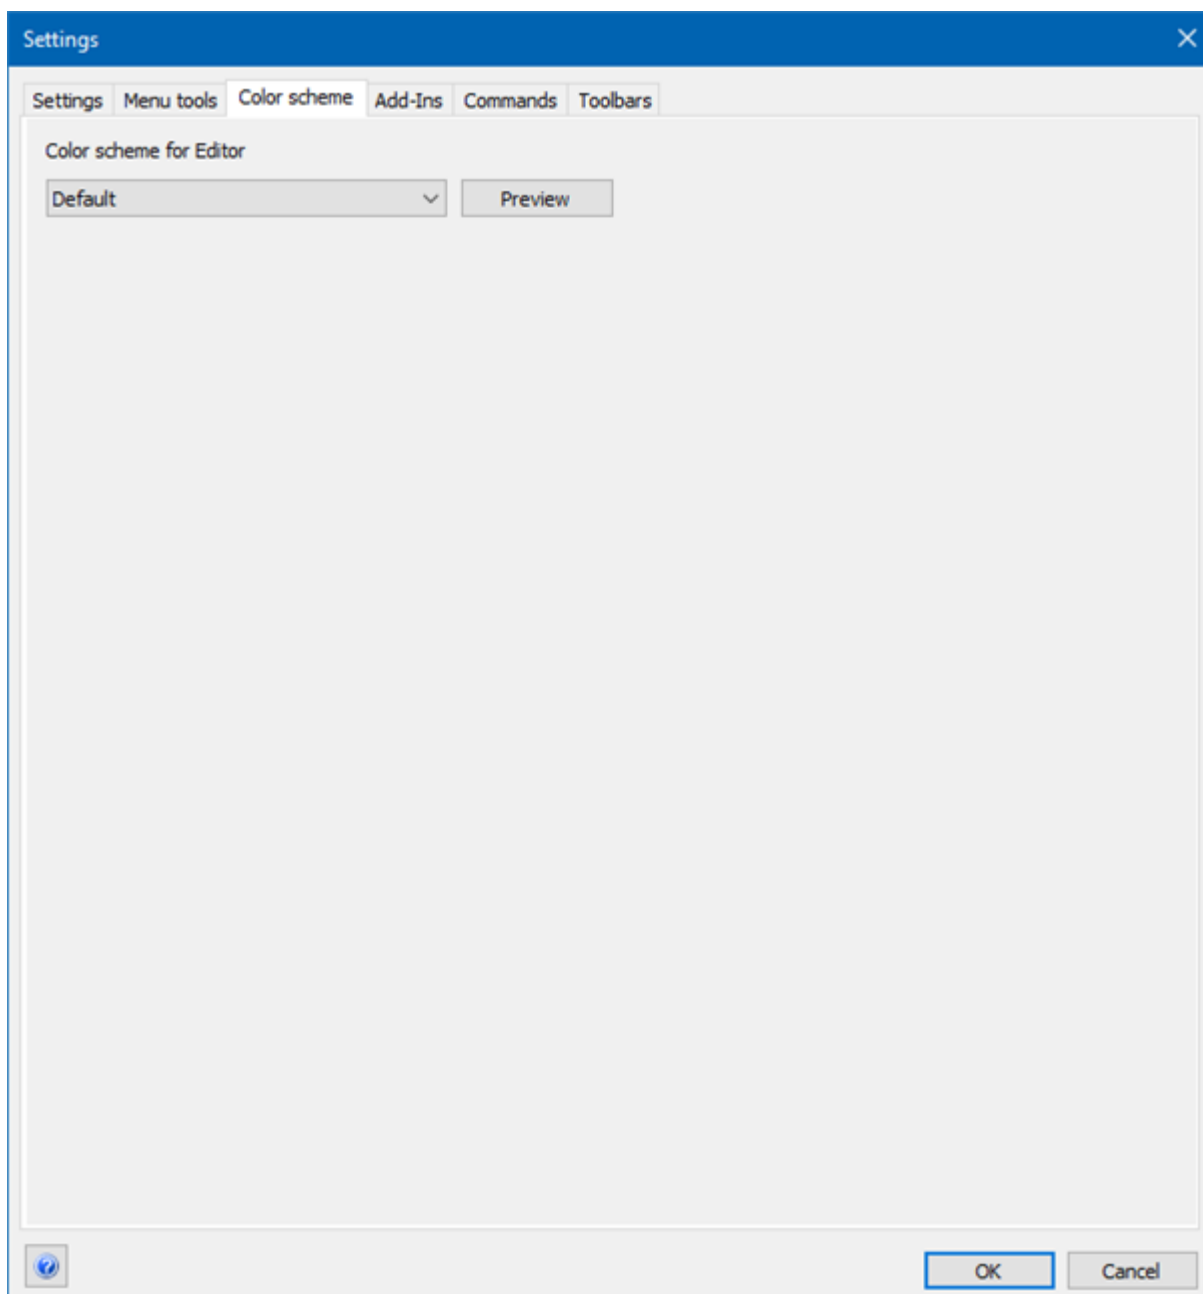 Settings
Settings Menu tools Color scheme Add-Ins Commands Toolbars
Color scheme for Editor
Default Preview
OK Cancel